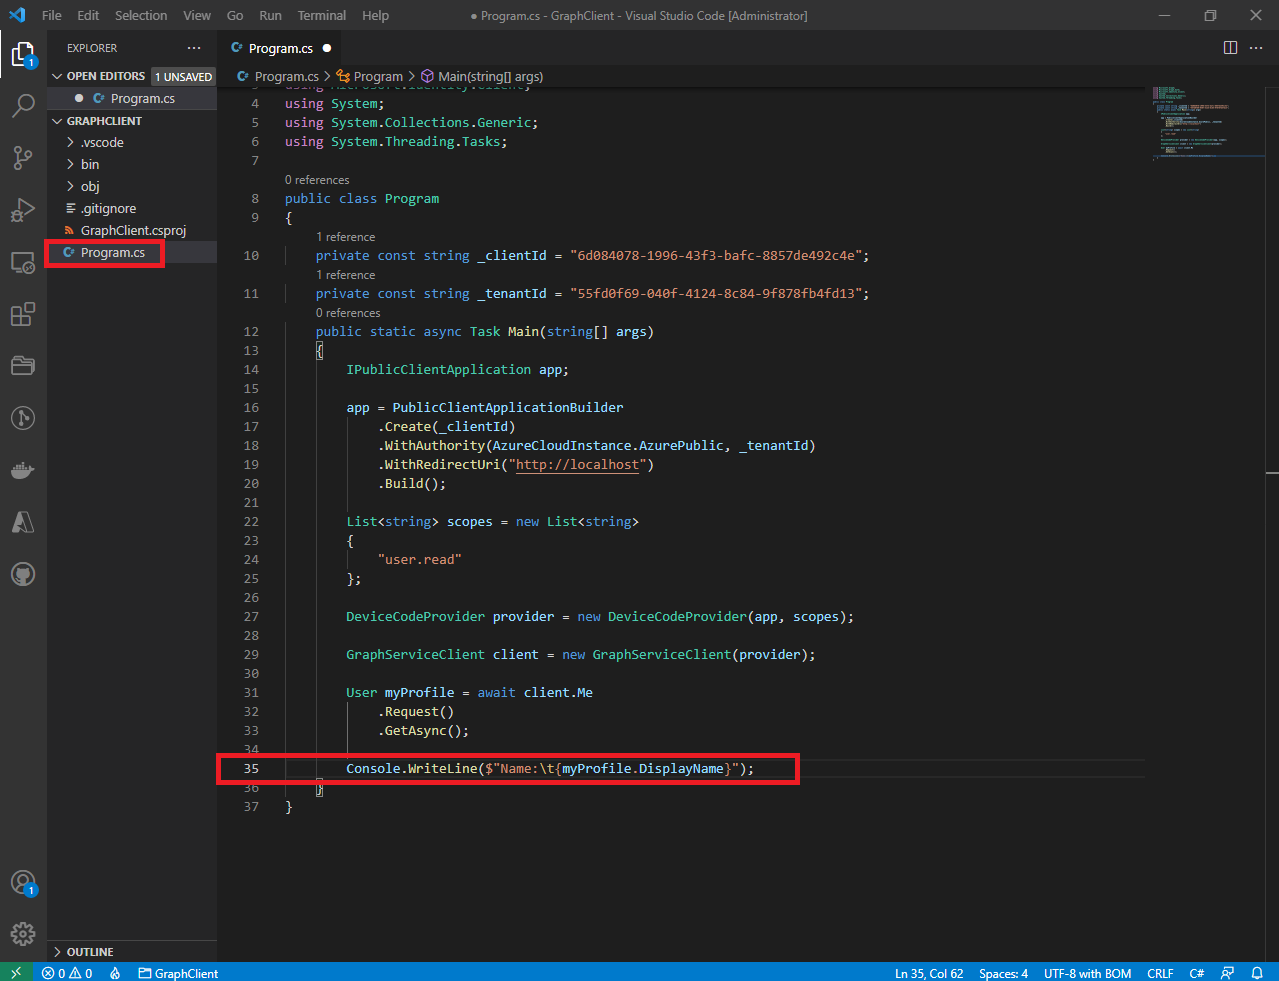 File Edit Selection View Go Run Terminal Help
● Program.cs - GraphClient - Visual Studio Code [Administrator]
EXPLORER
Program.cs
OPEN EDITORS 1 UNSAVED
Program.cs > Program > Main(string[] args)
Program.cs
GRAPHCLIENT
.vscode
bin
obj
.gitignore
GraphClient.csproj
Program.cs
OUTLINE
1
1
3 using Microsoft.Identity.Client;
4 using System;
5 using System.Collections.Generic;
6 using System.Threading.Tasks;
7
0 references
8 public class Program
9 {
1 reference
10 private const string _clientId = "6d084078-1996-43f3-bafc-8857de492c4e";
1 reference
11 private const string _tenantId = "55fd0f69-040f-4124-8c84-9f878fb4fd13";
0 references
12 public static async Task Main(string[] args)
13 {
14 IPublicClientApplication app;
15
16 app = PublicClientApplicationBuilder
17 .Create(_clientId)
18 .WithAuthority(AzureCloudInstance.AzurePublic, _tenantId)
19 .WithRedirectUri("http://localhost")
20 .Build();
21
22 List<string> scopes = new List<string>
23 {
24 "user.read"
25 };
26
27 DeviceCodeProvider provider = new DeviceCodeProvider(app, scopes);
28
29 GraphServiceClient client = new GraphServiceClient(provider);
30
31 User myProfile = await client.Me
32 .Request()
33 .GetAsync();
34
35 Console.WriteLine($"Name:\t{myProfile.DisplayName}");
36 }
37 }
0 0 GraphClient Ln 35, Col 62 Spaces: 4 UTF-8 with BOM CRLF C#